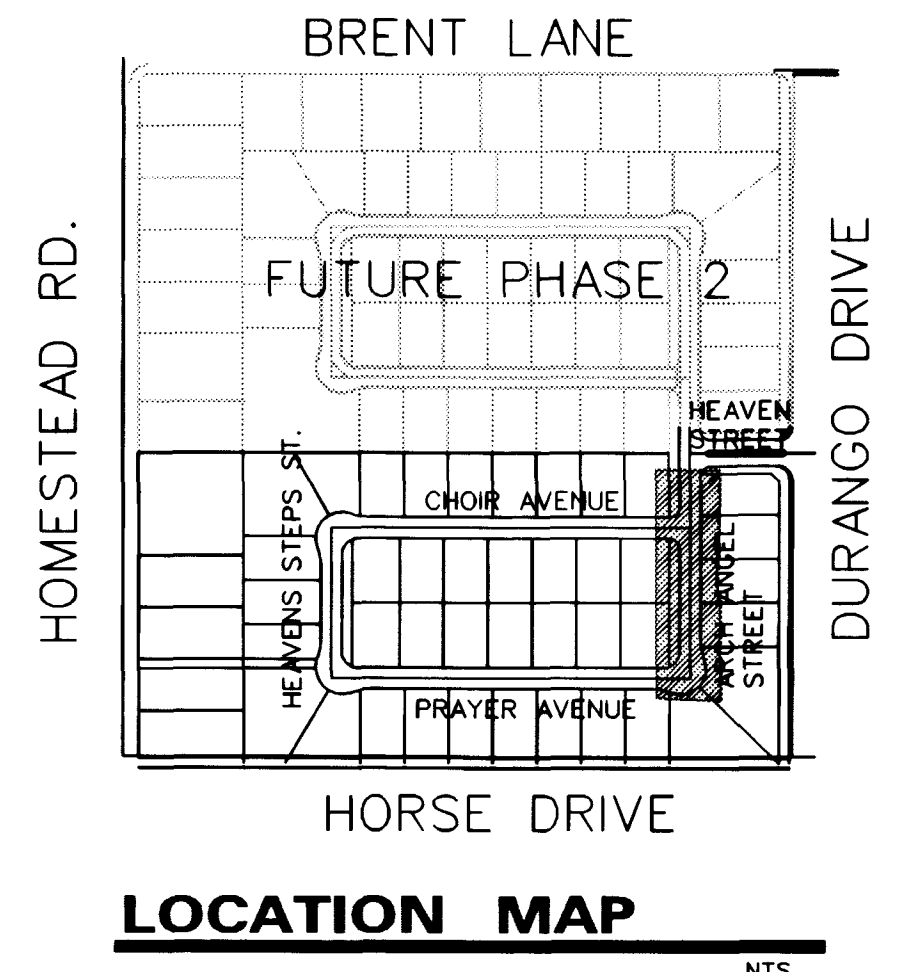 BRENT LANE
HOMESTEAD RD.
FUTURE PHASE 2
DURANGO DRIVE
HEAVEN
STREET
HEAVENS STEPS ST.
CHOIR AVENUE
ARCH ANGEL
STREET
PRAYER AVENUE
HORSE DRIVE
LOCATION MAP
NTS